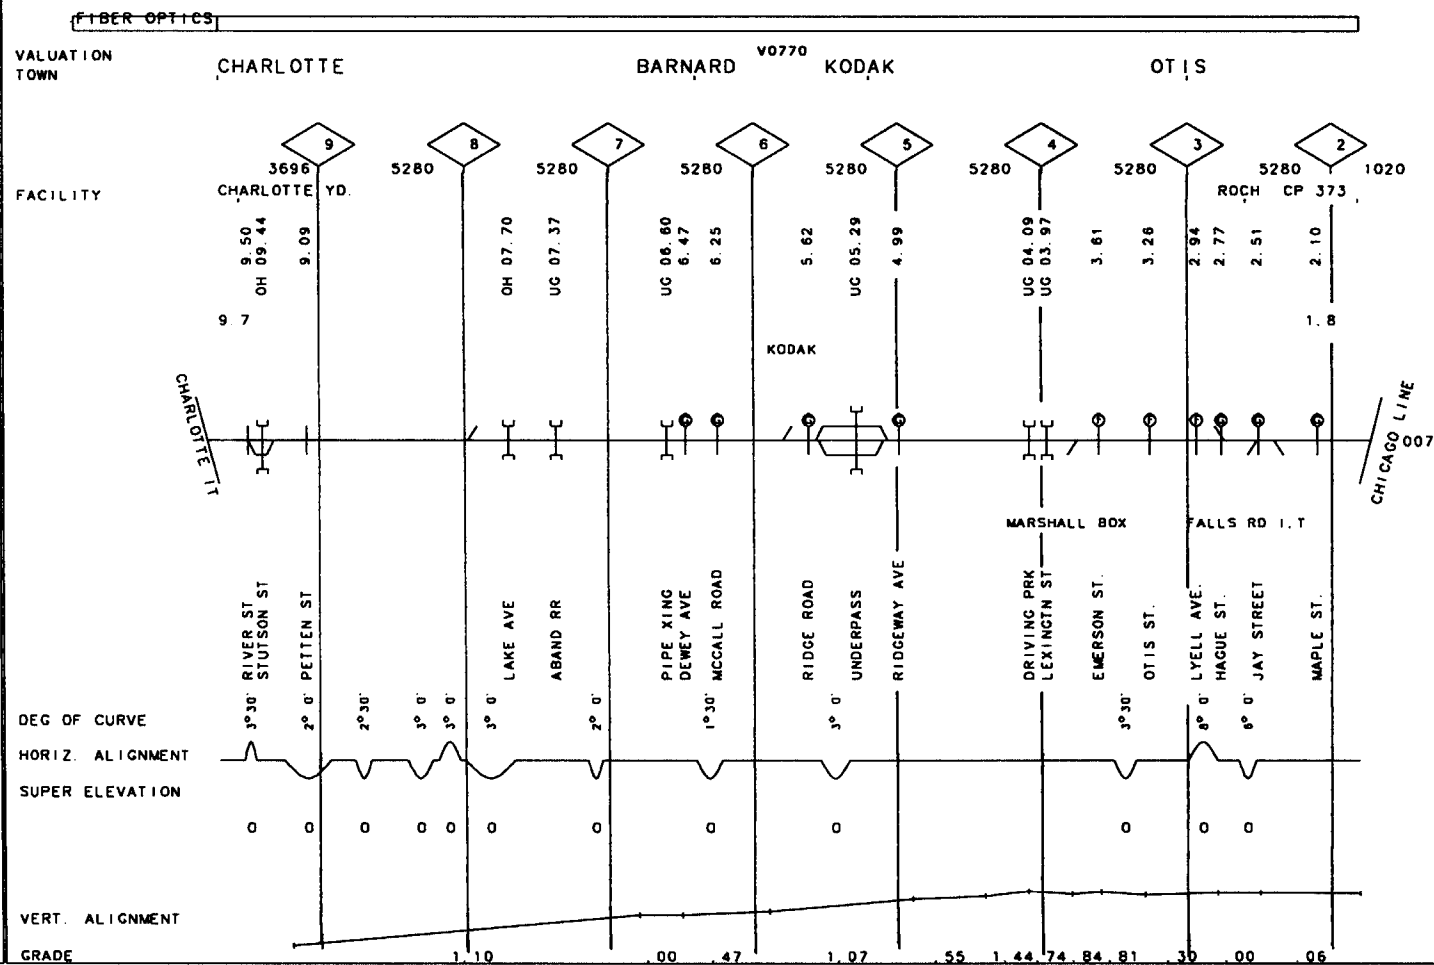 FIBER OPTICS
VALUATION V0770
TOWN CHARLOTTE BARNARD KODAK OTIS
9 8 7 6 5 4 3 2
3696 5280 5280 5280 5280 5280 5280 5280 1020
FACILITY CHARLOTTE YD. ROCH CP 373
9.50
OH 09.44
9.09
OH 07.70
UG 07.37
UG 06.60
6.47
6.25
5.62
UG 05.29
4.99
UG 04.09
UG 03.97
3.61
3.26
2.94
2.77
2.51
2.10
9.7 1.8
KODAK
CHARLOTTE IT
CHICAGO LINE
007
MARSHALL BOX FALLS RD I.T
RIVER ST
STUTSON ST
PETTEN ST
LAKE AVE
ABAND RR
PIPE XING
DEWEY AVE
MCCALL ROAD
RIDGE ROAD
UNDERPASS
RIDGEWAY AVE
DRIVING PRK
LEXINGTN ST
EMERSON ST.
OTIS ST.
LYELL AVE.
HAGUE ST.
JAY STREET
MAPLE ST.
DEG OF CURVE 3°30' 2° 0' 2°30' 3° 0' 3° 0' 3° 0' 2° 0' 1°30' 3° 0' 3°30' 8° 0' 6° 0'
HORIZ. ALIGNMENT
SUPER ELEVATION
0 0 0 0 0 0 0 0 0 0 0 0
VERT. ALIGNMENT
GRADE 1.10 .00 .47 1.07 .55 1.44 .74 .84 .81 .30 .00 .06